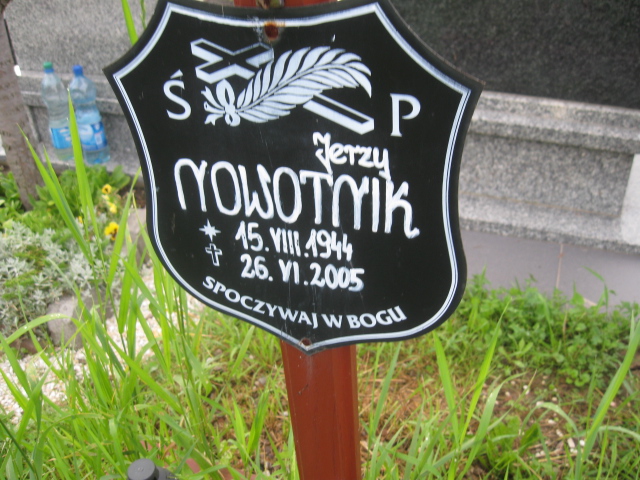 Ś P
Jerzy
NOWOTNIK
15.VIII.1944
26.VI.2005
SPOCZYWAJ W BOGU